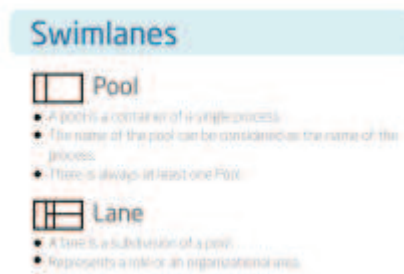 Swimlanes
Pool
A pool is a container of a single process.
The name of the pool can be considered as the name of the
process.
There is always at least one Pool.
Lane
A lane is a subdivision of a pool.
Represents a role or an organizational area.